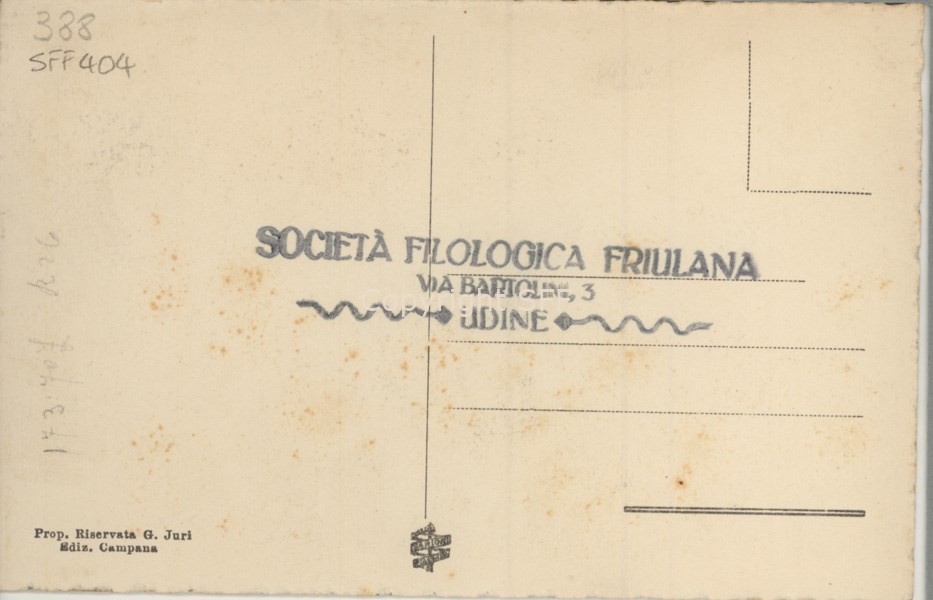 388
SFF404
SOCIETÀ FILOLOGICA FRIULANA
VIA BARTOLINI, 3
UDINE
Prop. Riservata G. Juri
Ediz. Campana